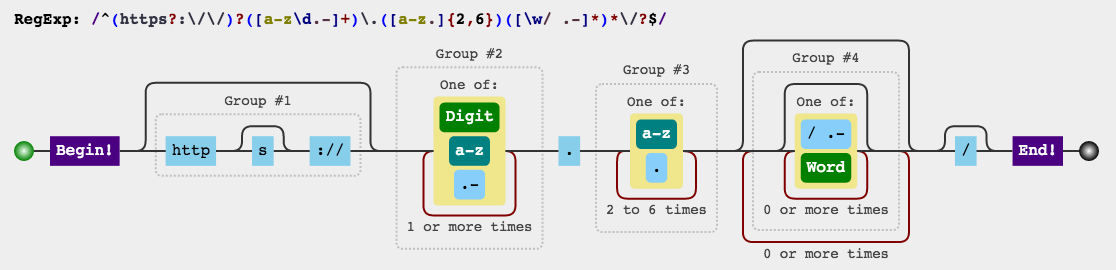 RegExp: /^(https?:\/\/)?([a-z\d.-]+)\.([a-z.]{2,6})([\w/ .-]*)*\/?$/
Group #1
Group #2
Group #3
Group #4
One of:
One of:
One of:
Begin!
http
s
://
Digit
a-z
.-
.
a-z
.
/ .-
Word
/
End!
1 or more times
2 to 6 times
0 or more times
0 or more times